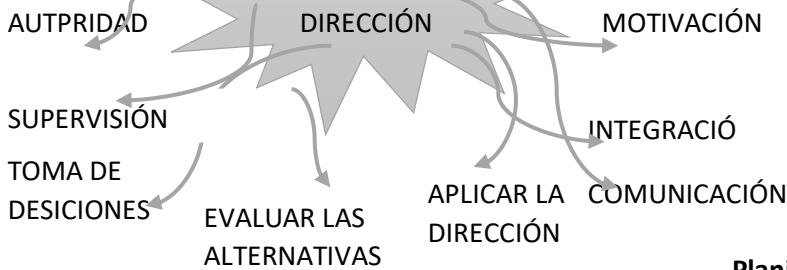 AUTPRIDAD
DIRECCIÓN
MOTIVACIÓN
SUPERVISIÓN
INTEGRACIÓ
TOMA DE
DESICIONES
EVALUAR LAS
ALTERNATIVAS
APLICAR LA
DIRECCIÓN
COMUNICACIÓN